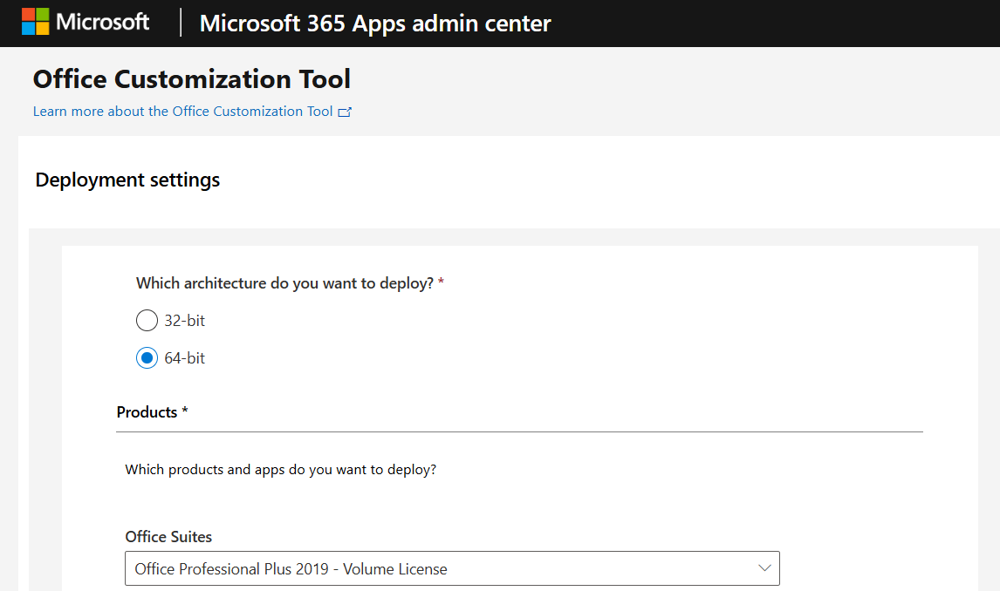 Microsoft | Microsoft 365 Apps admin center
Office Customization Tool
Learn more about the Office Customization Tool
Deployment settings
Which architecture do you want to deploy? *
32-bit
64-bit
Products *
Which products and apps do you want to deploy?
Office Suites
Office Professional Plus 2019 - Volume License